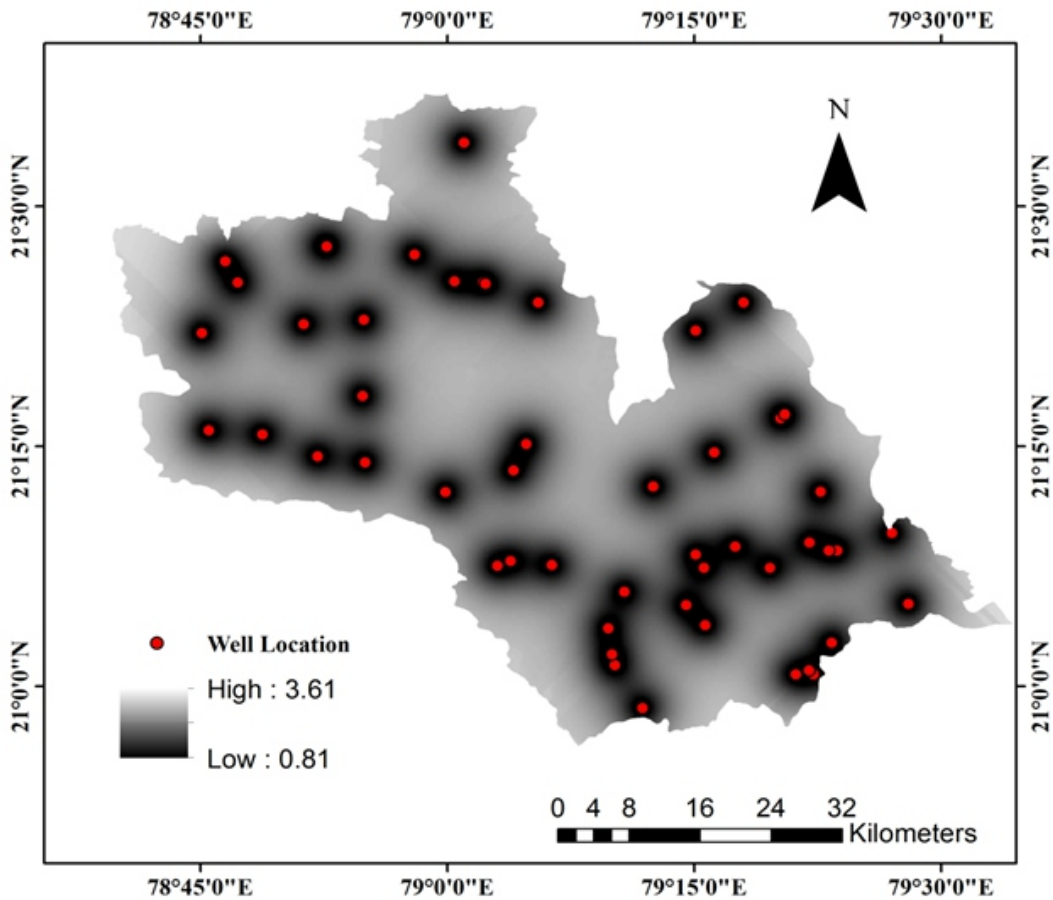 78°45'0"E 79°0'0"E 79°15'0"E 79°30'0"E
N
21°30'0"N 21°30'0"N
21°15'0"N 21°15'0"N
21°0'0"N 21°0'0"N
Well Location
High : 3.61
Low : 0.81
0 4 8 16 24 32
Kilometers
78°45'0"E 79°0'0"E 79°15'0"E 79°30'0"E